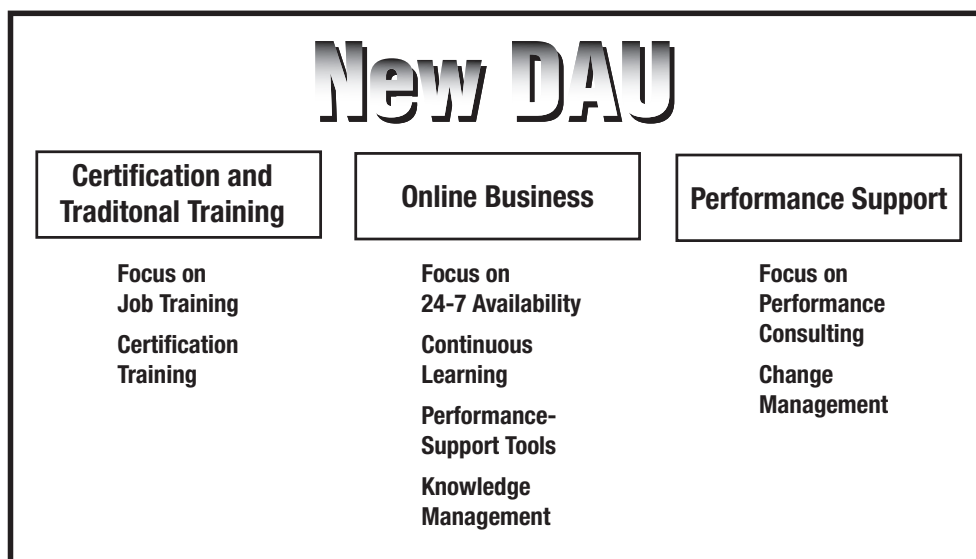 New DAU
Certification and
Traditonal Training
Focus on
Job Training
Certification
Training
Online Business
Focus on
24-7 Availability
Continuous
Learning
Performance-
Support Tools
Knowledge
Management
Performance Support
Focus on
Performance
Consulting
Change
Management